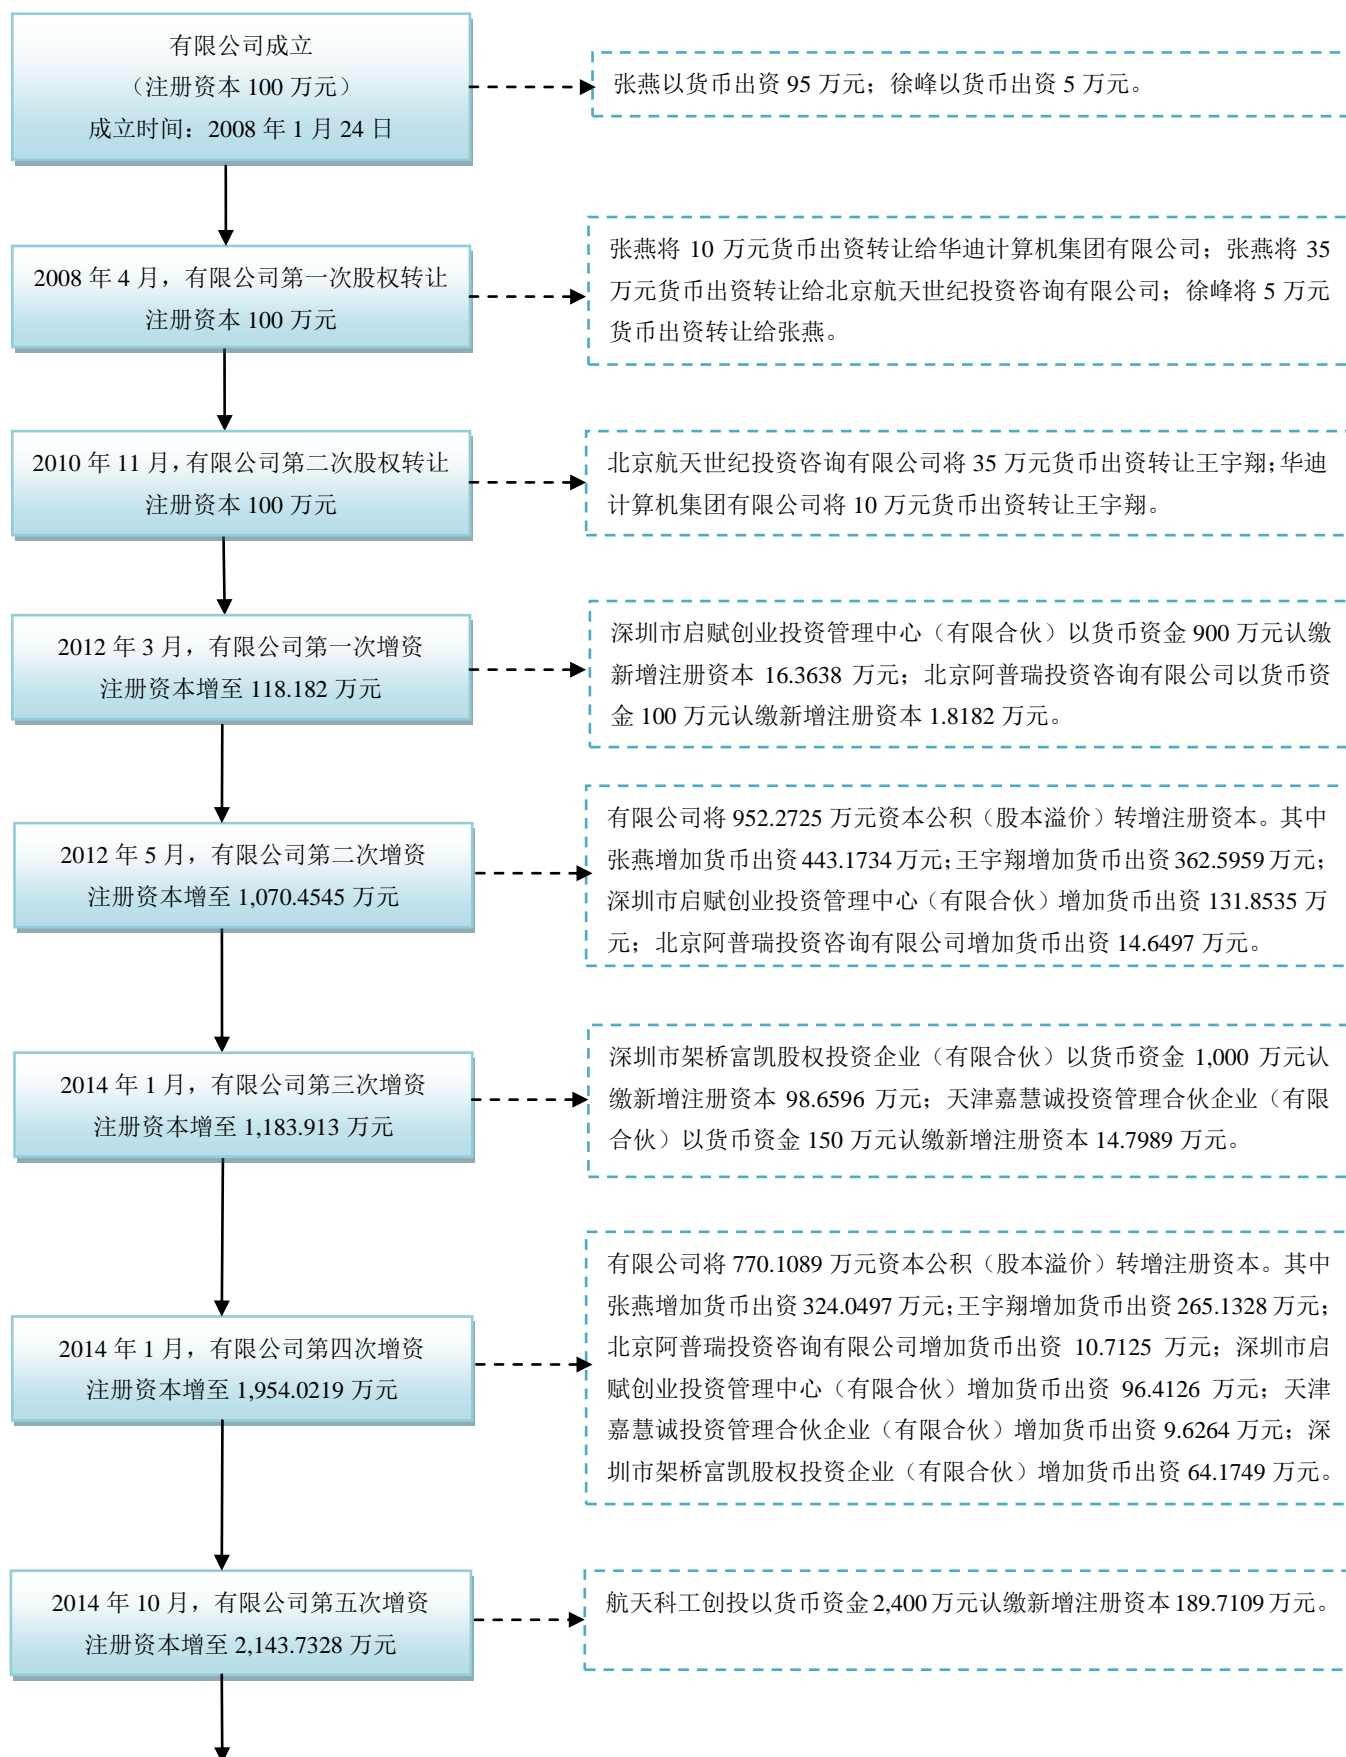 有限公司成立
（注册资本 100 万元）
成立时间：2008 年 1 月 24 日
张燕以货币出资 95 万元；徐峰以货币出资 5 万元。
2008 年 4 月，有限公司第一次股权转让
注册资本 100 万元
张燕将 10 万元货币出资转让给华迪计算机集团有限公司；张燕将 35
万元货币出资转让给北京航天世纪投资咨询有限公司；徐峰将 5 万元
货币出资转让给张燕。
2010 年 11 月，有限公司第二次股权转让
注册资本 100 万元
北京航天世纪投资咨询有限公司将 35 万元货币出资转让王宇翔；华迪
计算机集团有限公司将 10 万元货币出资转让王宇翔。
2012 年 3 月，有限公司第一次增资
注册资本增至 118.182 万元
深圳市启赋创业投资管理中心（有限合伙）以货币资金 900 万元认缴
新增注册资本 16.3638 万元；北京阿普瑞投资咨询有限公司以货币资
金 100 万元认缴新增注册资本 1.8182 万元。
2012 年 5 月，有限公司第二次增资
注册资本增至 1,070.4545 万元
有限公司将 952.2725 万元资本公积（股本溢价）转增注册资本。其中
张燕增加货币出资 443.1734 万元；王宇翔增加货币出资 362.5959 万元；
深圳市启赋创业投资管理中心（有限合伙）增加货币出资 131.8535 万
元；北京阿普瑞投资咨询有限公司增加货币出资 14.6497 万元。
2014 年 1 月，有限公司第三次增资
注册资本增至 1,183.913 万元
深圳市架桥富凯股权投资企业（有限合伙）以货币资金 1,000 万元认
缴新增注册资本 98.6596 万元；天津嘉慧诚投资管理合伙企业（有限
合伙）以货币资金 150 万元认缴新增注册资本 14.7989 万元。
2014 年 1 月，有限公司第四次增资
注册资本增至 1,954.0219 万元
有限公司将 770.1089 万元资本公积（股本溢价）转增注册资本。其中
张燕增加货币出资 324.0497 万元；王宇翔增加货币出资 265.1328 万元；
北京阿普瑞投资咨询有限公司增加货币出资 10.7125 万元；深圳市启
赋创业投资管理中心（有限合伙）增加货币出资 96.4126 万元；天津
嘉慧诚投资管理合伙企业（有限合伙）增加货币出资 9.6264 万元；深
圳市架桥富凯股权投资企业（有限合伙）增加货币出资 64.1749 万元。
2014 年 10 月，有限公司第五次增资
注册资本增至 2,143.7328 万元
航天科工创投以货币资金 2,400 万元认缴新增注册资本 189.7109 万元。